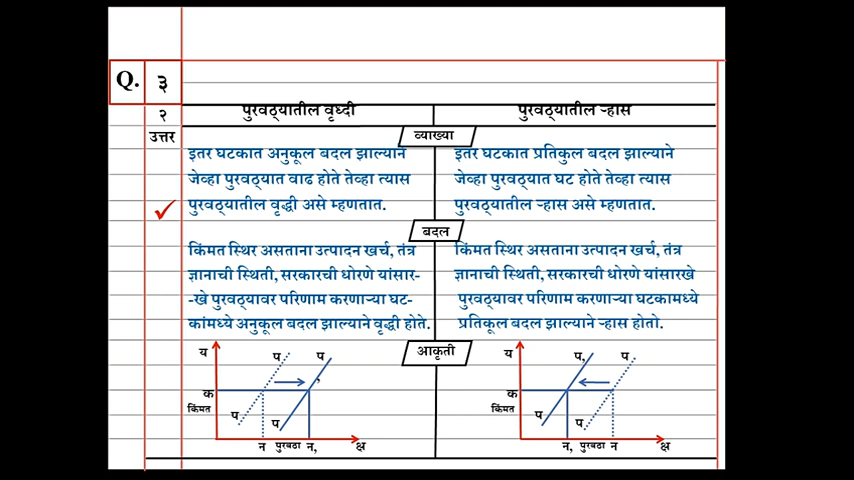 Q. ३
२
उत्तर
पुरवठ्यातील वृध्दी पुरवठ्यातील ऱ्हास
व्याख्या
इतर घटकात अनुकूल बदल झाल्याने
जेव्हा पुरवठ्यात वाढ होते तेव्हा त्यास
पुरवठ्यातील वृद्धी असे म्हणतात.
इतर घटकात प्रतिकुल बदल झाल्याने
जेव्हा पुरवठ्यात घट होते तेव्हा त्यास
पुरवठ्यातील ऱ्हास असे म्हणतात.
बदल
किंमत स्थिर असताना उत्पादन खर्च, तंत्र
ज्ञानाची स्थिती, सरकारची धोरणे यांसार-
-खे पुरवठ्यावर परिणाम करणाऱ्या घट-
कांमध्ये अनुकूल बदल झाल्याने वृद्धी होते.
किंमत स्थिर असताना उत्पादन खर्च, तंत्र
ज्ञानाची स्थिती, सरकारची धोरणे यांसारखे
पुरवठ्यावर परिणाम करणाऱ्या घटकामध्ये
प्रतिकूल बदल झाल्याने ऱ्हास होतो.
आकृती
य प प
क
किंमत
प
प
न पुरवठा न, क्ष
य प, प
क
किंमत
प
प
न, पुरवठा न क्ष